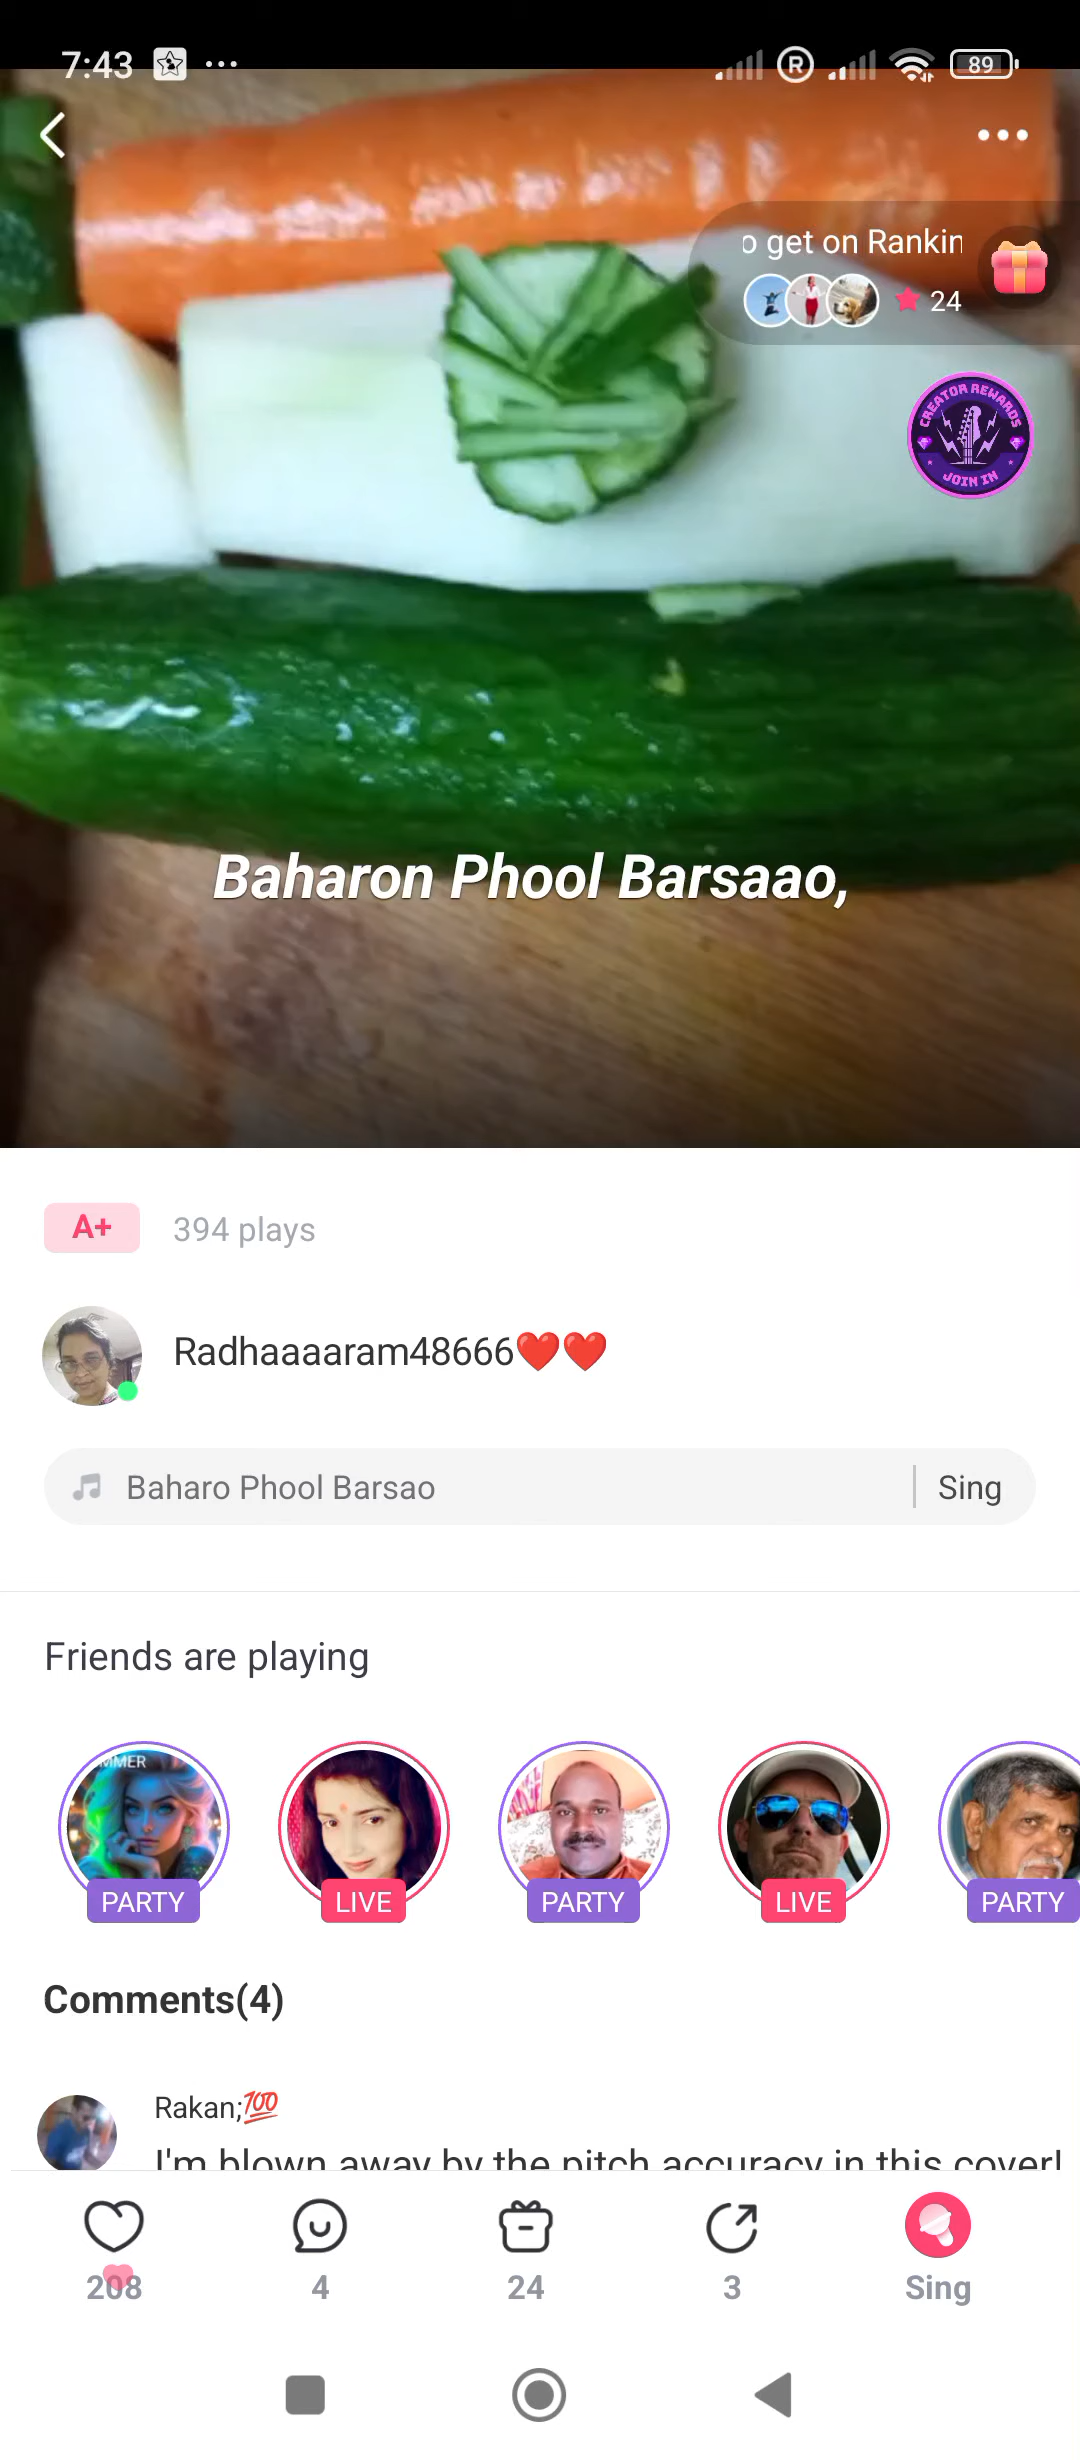 7:43
R
89
o get on Rankin
24
CREATOR REWARDS
JOIN IN
Baharon Phool Barsaao,
A+ 394 plays
Radhaaaaram48666❤️❤️
Baharo Phool Barsao Sing
Friends are playing
MMER
PARTY LIVE PARTY LIVE PARTY
Comments(4)
Rakan;💯
I'm blown away by the pitch accuracy in this cover!
208 4 24 3 Sing